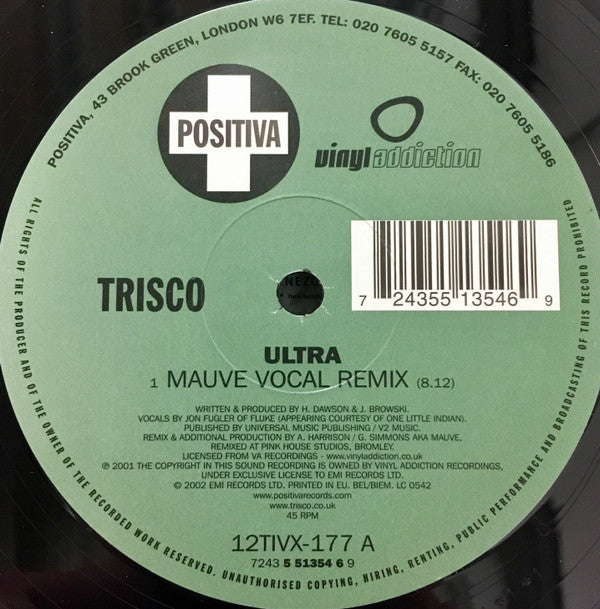 POSITIVA, 43 BROOK GREEN, LONDON W6 7EF. TEL: 020 7605 5157 FAX: 020 7605 5186
POSITIVA
vinyladdiction
7 24355 13546 9
TRISCO
ULTRA
1 MAUVE VOCAL REMIX (8.12)
WRITTEN & PRODUCED BY H. DAWSON & J. BROWSKI.
VOCALS BY JON FUGLER OF FLUKE (APPEARING COURTESY OF ONE LITTLE INDIAN).
PUBLISHED BY UNIVERSAL MUSIC PUBLISHING / V2 MUSIC.
REMIX & ADDITIONAL PRODUCTION BY A. HARRISON / G. SIMMONS AKA MAUVE,
REMIXED AT PINK HOUSE STUDIOS, BROMLEY.
LICENSED FROM VA RECORDINGS - www.vinyladdiction.co.uk
℗ 2001 THE COPYRIGHT IN THIS SOUND RECORDING IS OWNED BY VINYL ADDICTION RECORDINGS,
UNDER EXCLUSIVE LICENSE TO EMI RECORDS LTD.
© 2002 EMI RECORDS LTD. PRINTED IN EU. BEL/BIEM. LC 0542
www.positivarecords.com
www.trisco.co.uk
45 RPM
12TIVX-177 A
7243 5 51354 6 9
ALL RIGHTS OF THE PRODUCER AND OF THE OWNER OF THE RECORDED WORK RESERVED. UNAUTHORISED COPYING, HIRING, RENTING, PUBLIC PERFORMANCE AND BROADCASTING OF THIS RECORD PROHIBITED